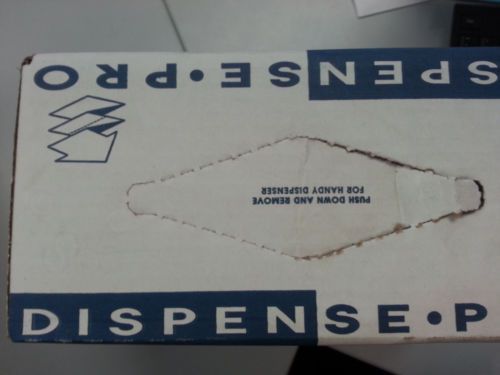 SPENSE•PRO
PUSH DOWN AND REMOVE
FOR HANDY DISPENSER
DISPENSE•P